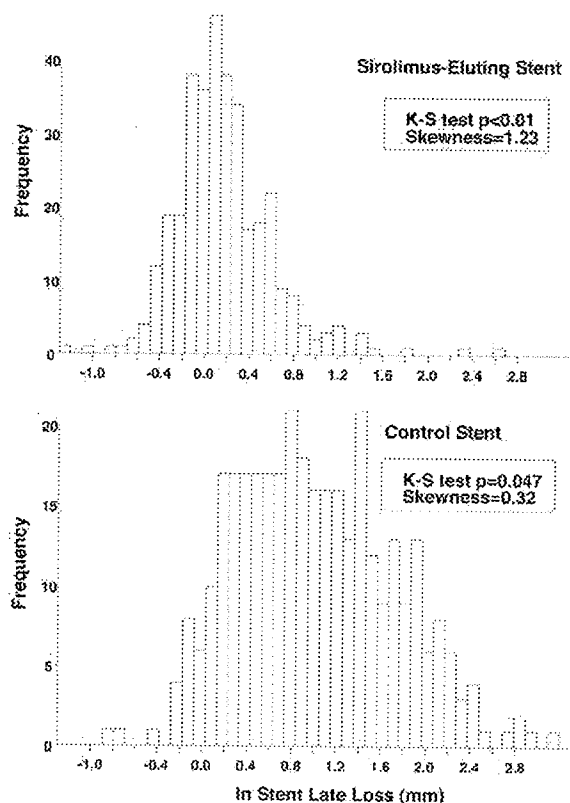 40
30
20
10
0
Frequency
Sirolimus-Eluting Stent
K-S test p<0.01
Skewness=1.23
-1.0 -0.4 0.0 0.4 0.8 1.2 1.6 2.0 2.4 2.8
20
15
10
5
0
Frequency
Control Stent
K-S test p=0.047
Skewness=0.32
-1.0 -0.4 0.0 0.4 0.8 1.2 1.6 2.0 2.4 2.8
In Stent Late Loss (mm)